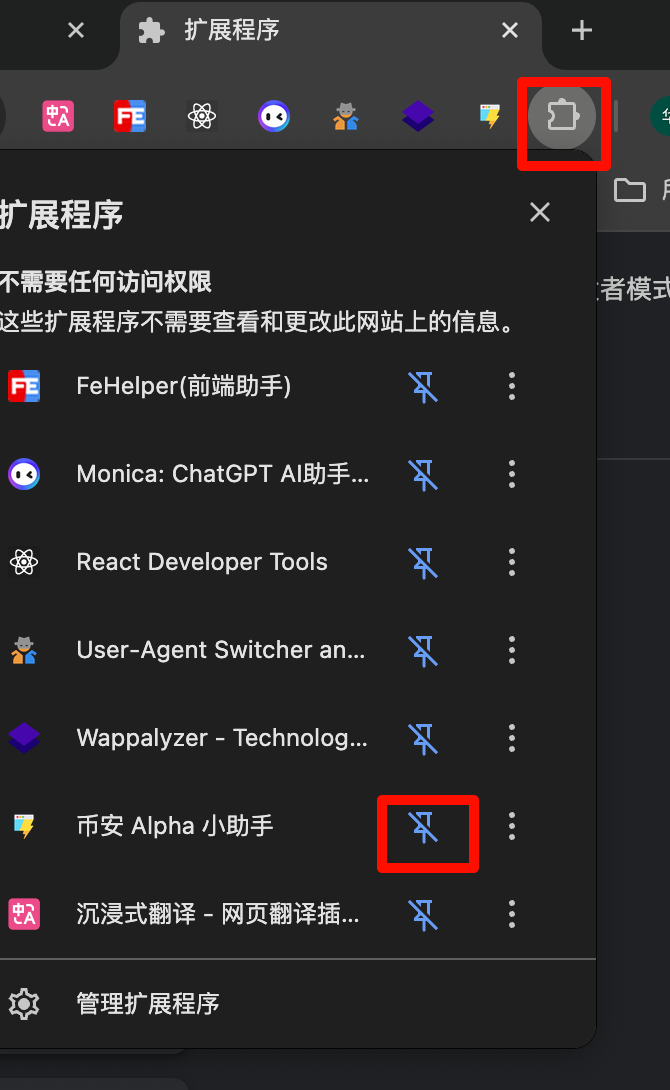 扩展程序
中
A
FE
扩展程序
不需要任何访问权限
这些扩展程序不需要查看和更改此网站上的信息。
者模式
FE
FeHelper(前端助手)
Monica: ChatGPT AI助手...
React Developer Tools
User-Agent Switcher an...
Wappalyzer - Technolog...
币安 Alpha 小助手
中
A
沉浸式翻译 - 网页翻译插...
管理扩展程序